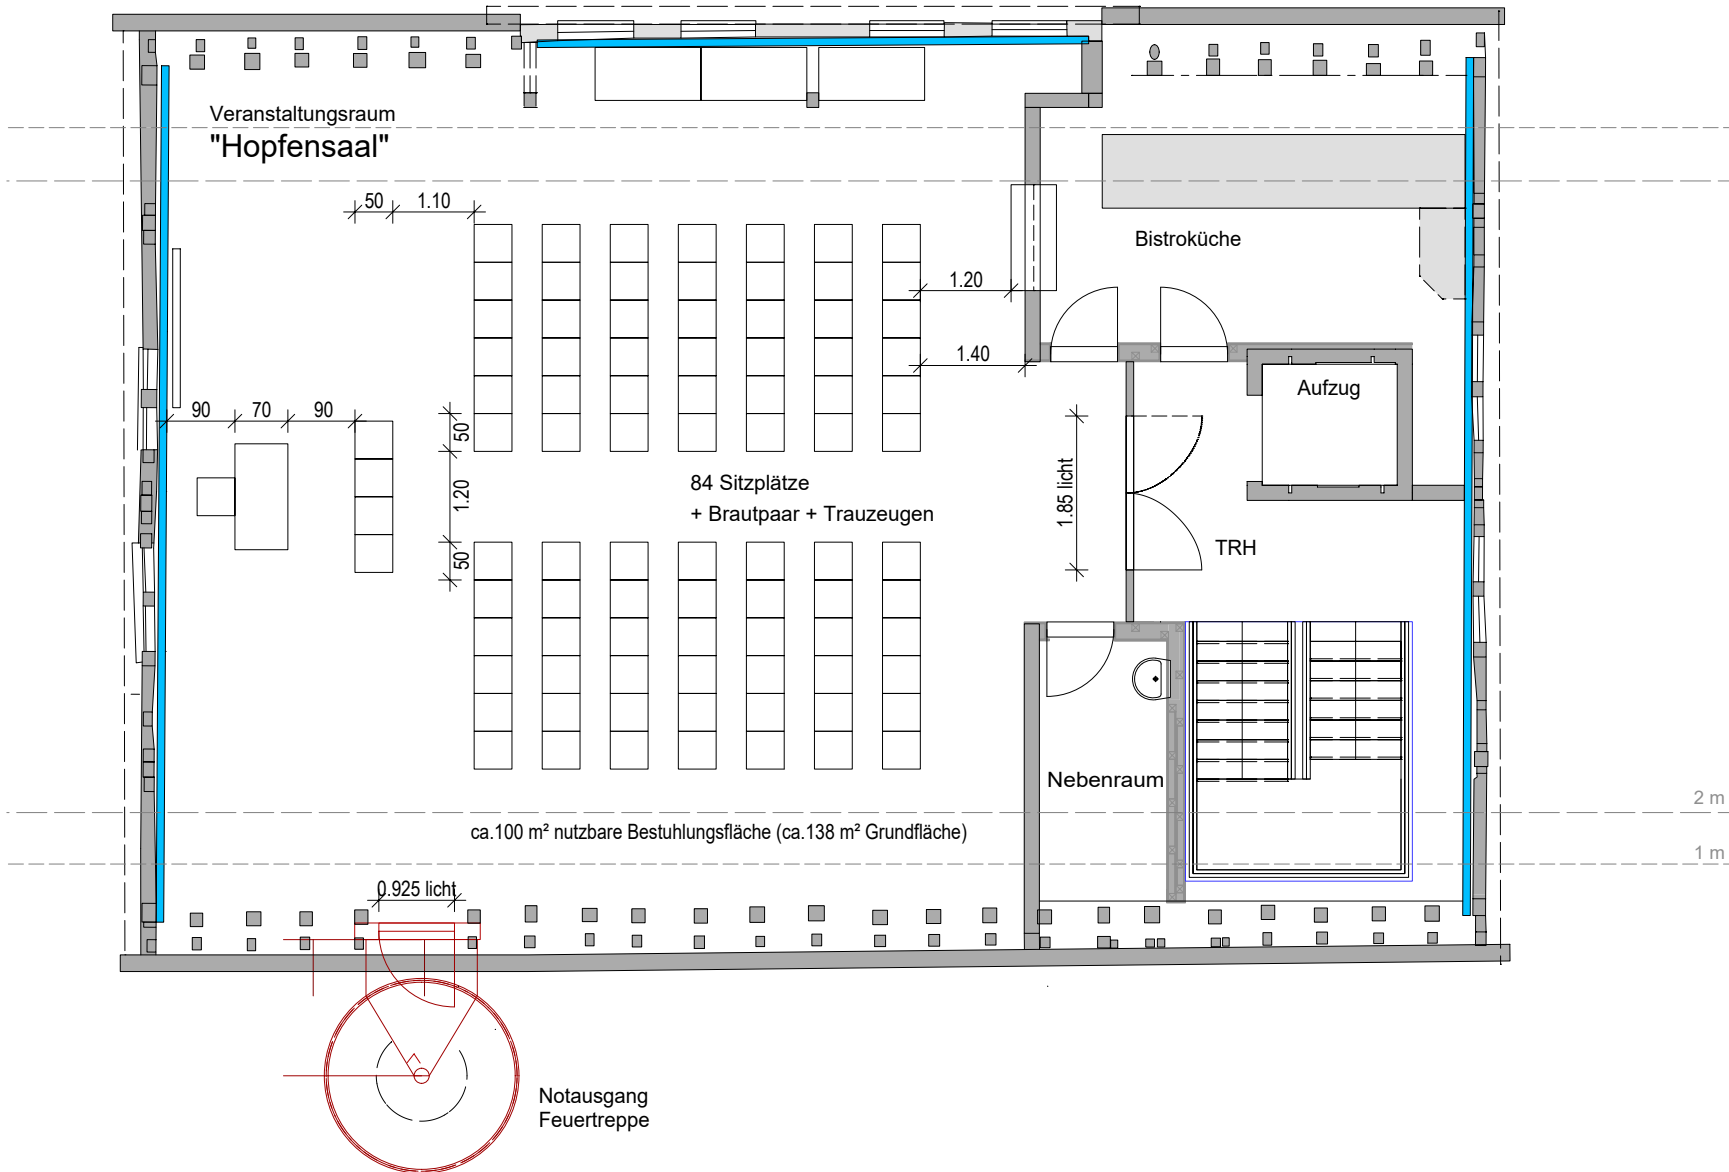 Veranstaltungsraum
"Hopfensaal"
50
1.10
1.20
Bistroküche
1.40
Aufzug
90
70
90
50
1.20
50
84 Sitzplätze
+ Brautpaar + Trauzeugen
1.85 licht
TRH
Nebenraum
2 m
ca.100 m² nutzbare Bestuhlungsfläche (ca.138 m² Grundfläche)
1 m
0.925 licht
Notausgang
Feuertreppe